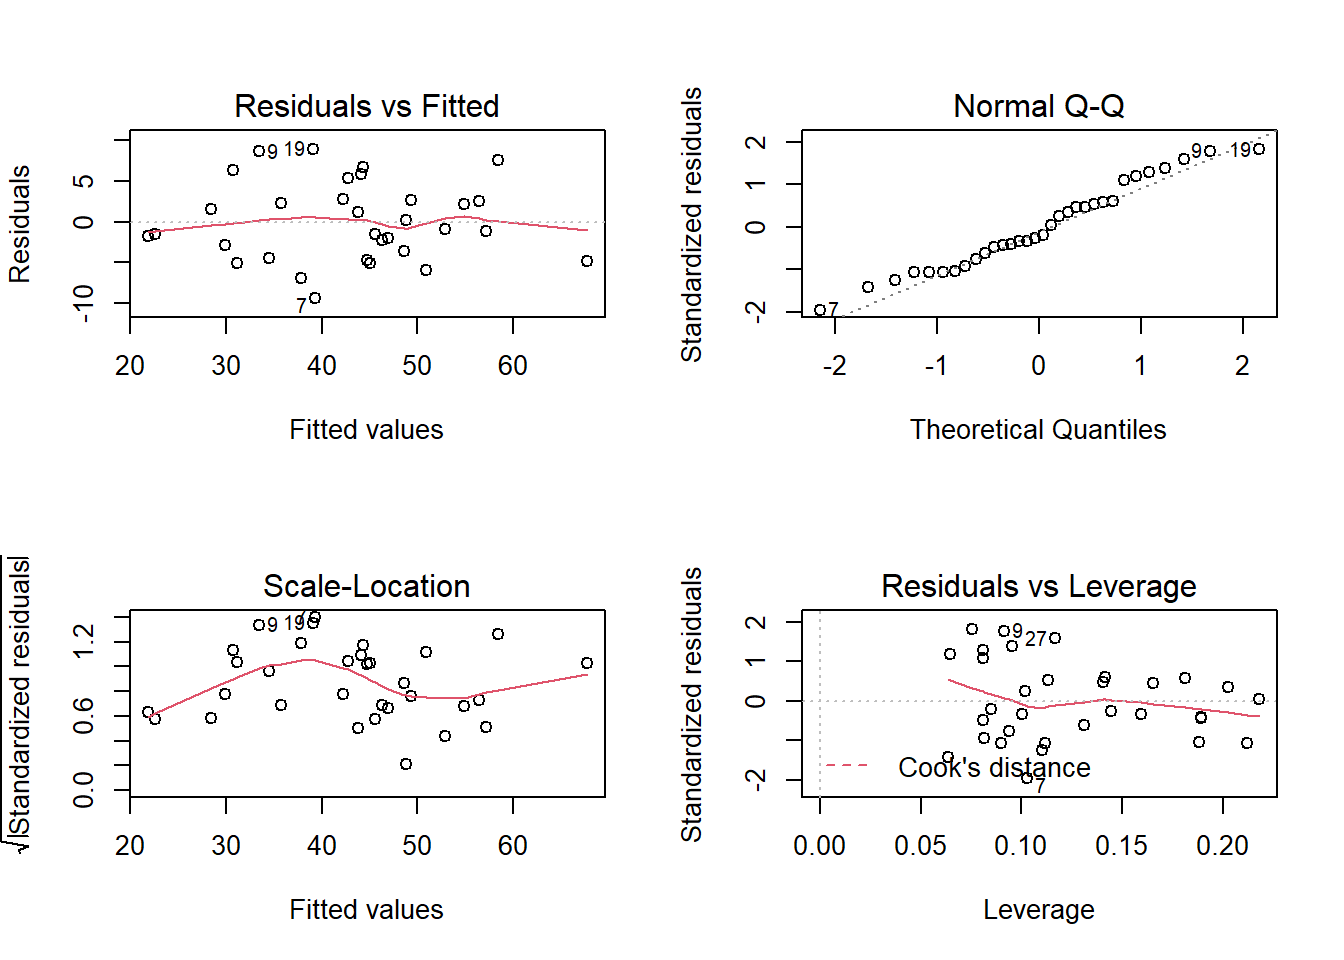 Residuals vs Fitted
Residuals
5
0
-10
9
19
7
20 30 40 50 60
Fitted values
Normal Q-Q
Standardized residuals
2
1
0
-2
9
19
7
-2 -1 0 1 2
Theoretical Quantiles
Scale-Location
√|Standardized residuals|
1.2
0.6
0.0
9
19
7
20 30 40 50 60
Fitted values
Residuals vs Leverage
Standardized residuals
2
1
0
-2
9
27
7
Cook's distance
0.00 0.05 0.10 0.15 0.20
Leverage